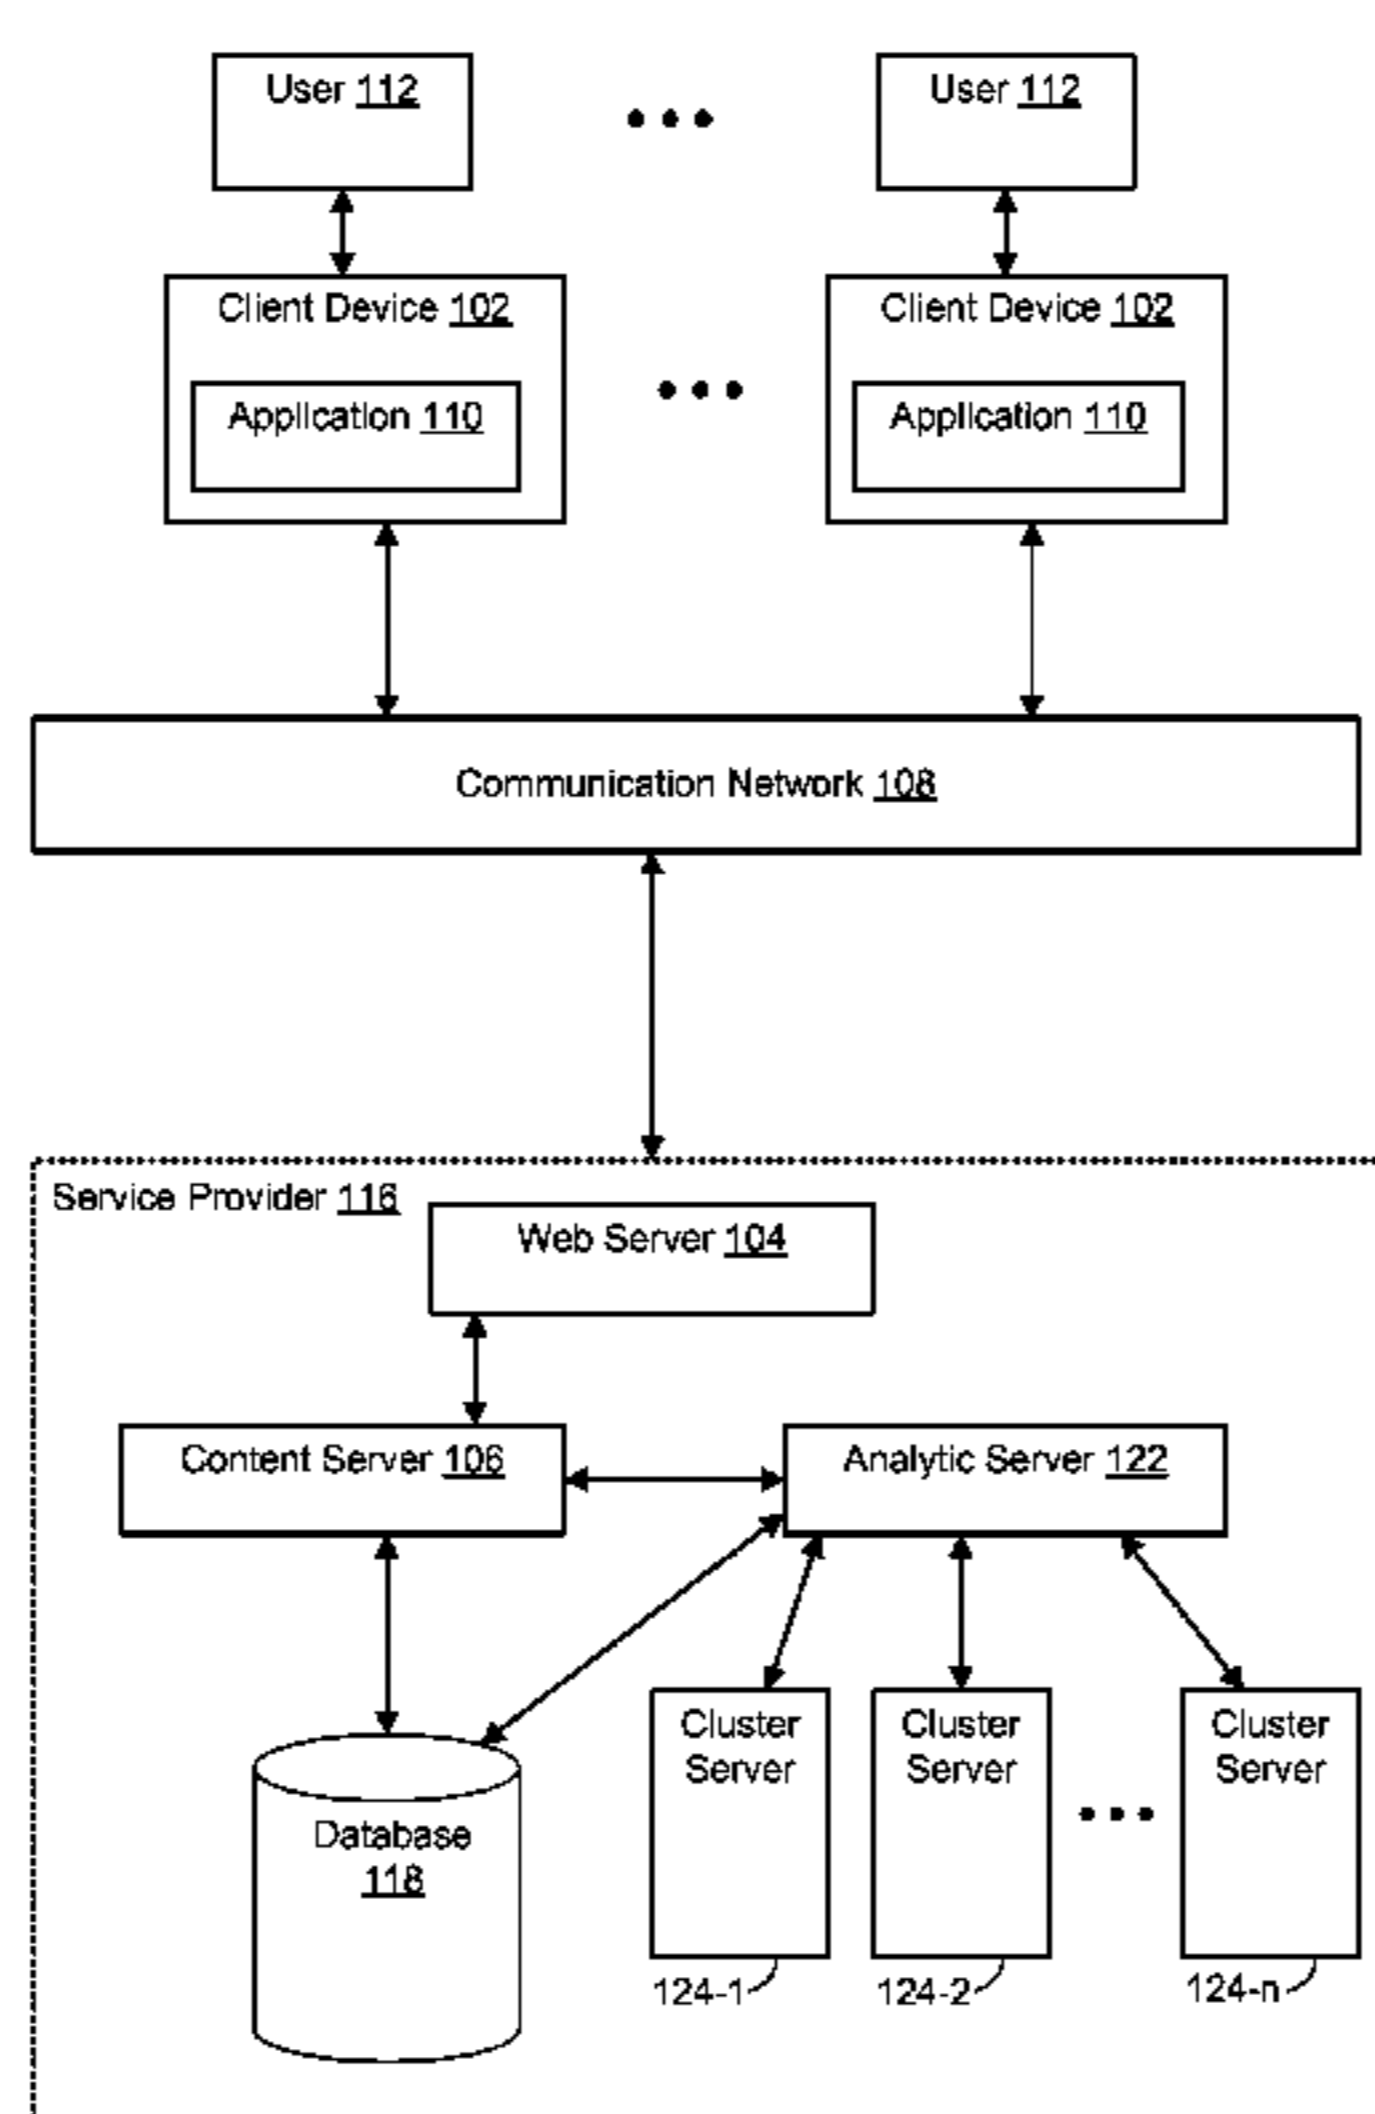 User 112
User 112
Client Device 102
Client Device 102
Application 110
Application 110
Communication Network 108
Service Provider 116
Web Server 104
Content Server 106
Analytic Server 122
Cluster
Server
Cluster
Server
Cluster
Server
Database
118
124-1
124-2
124-n